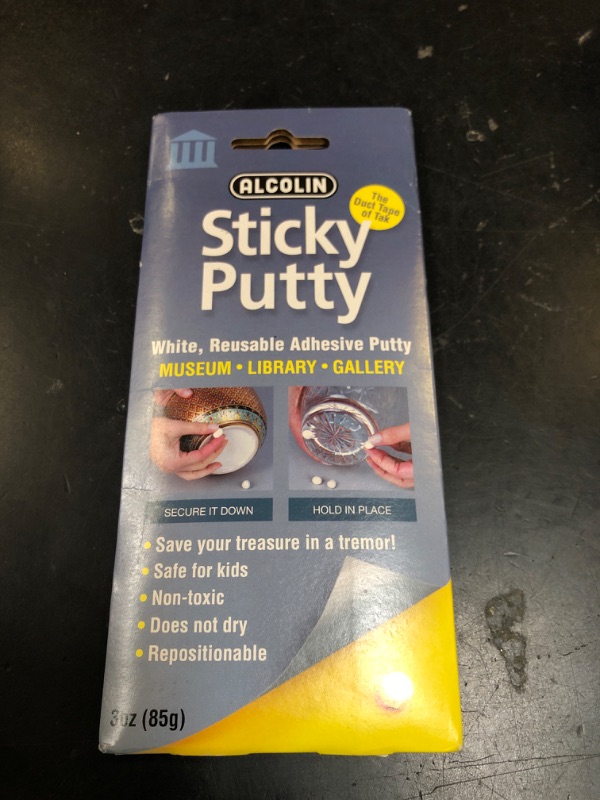 ALCOLIN
The
Duct Tape
of Tak
Sticky
Putty
White, Reusable Adhesive Putty
MUSEUM • LIBRARY • GALLERY
SECURE IT DOWN
HOLD IN PLACE
• Save your treasure in a tremor!
• Safe for kids
• Non-toxic
• Does not dry
• Repositionable
3oz (85g)